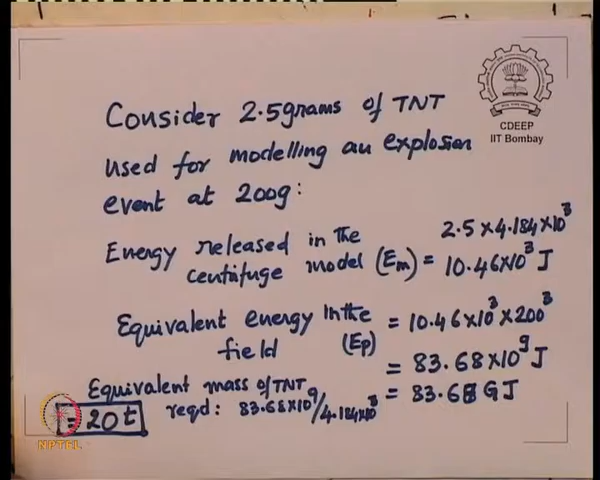 CDEEP
IIT Bombay
Consider 2.5grams of TNT
used for modelling an explosion
event at 200g:
Energy released in the 2.5×4.184×10³
centrifuge model (Em) = 10.46×10³ J
Equivalent energy in the = 10.46×10³×200³
field (Ep)
= 83.68×10⁹ J
Equivalent mass of TNT = 83.68 GJ
reqd: 83.68×10⁹/4.184×10³
= 20t
NPTEL